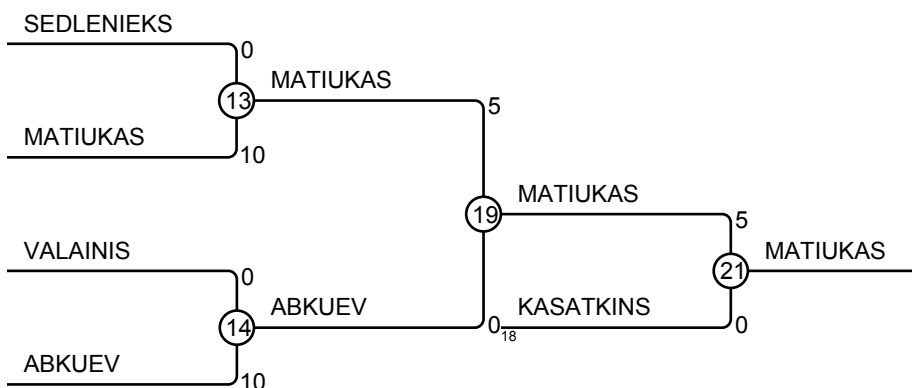 SEDLENIEKS
0
13
MATIUKAS
5
MATIUKAS
10
19
MATIUKAS
5
21
MATIUKAS
VALAINIS
0
14
ABKUEV
0
18
KASATKINS
0
ABKUEV
10